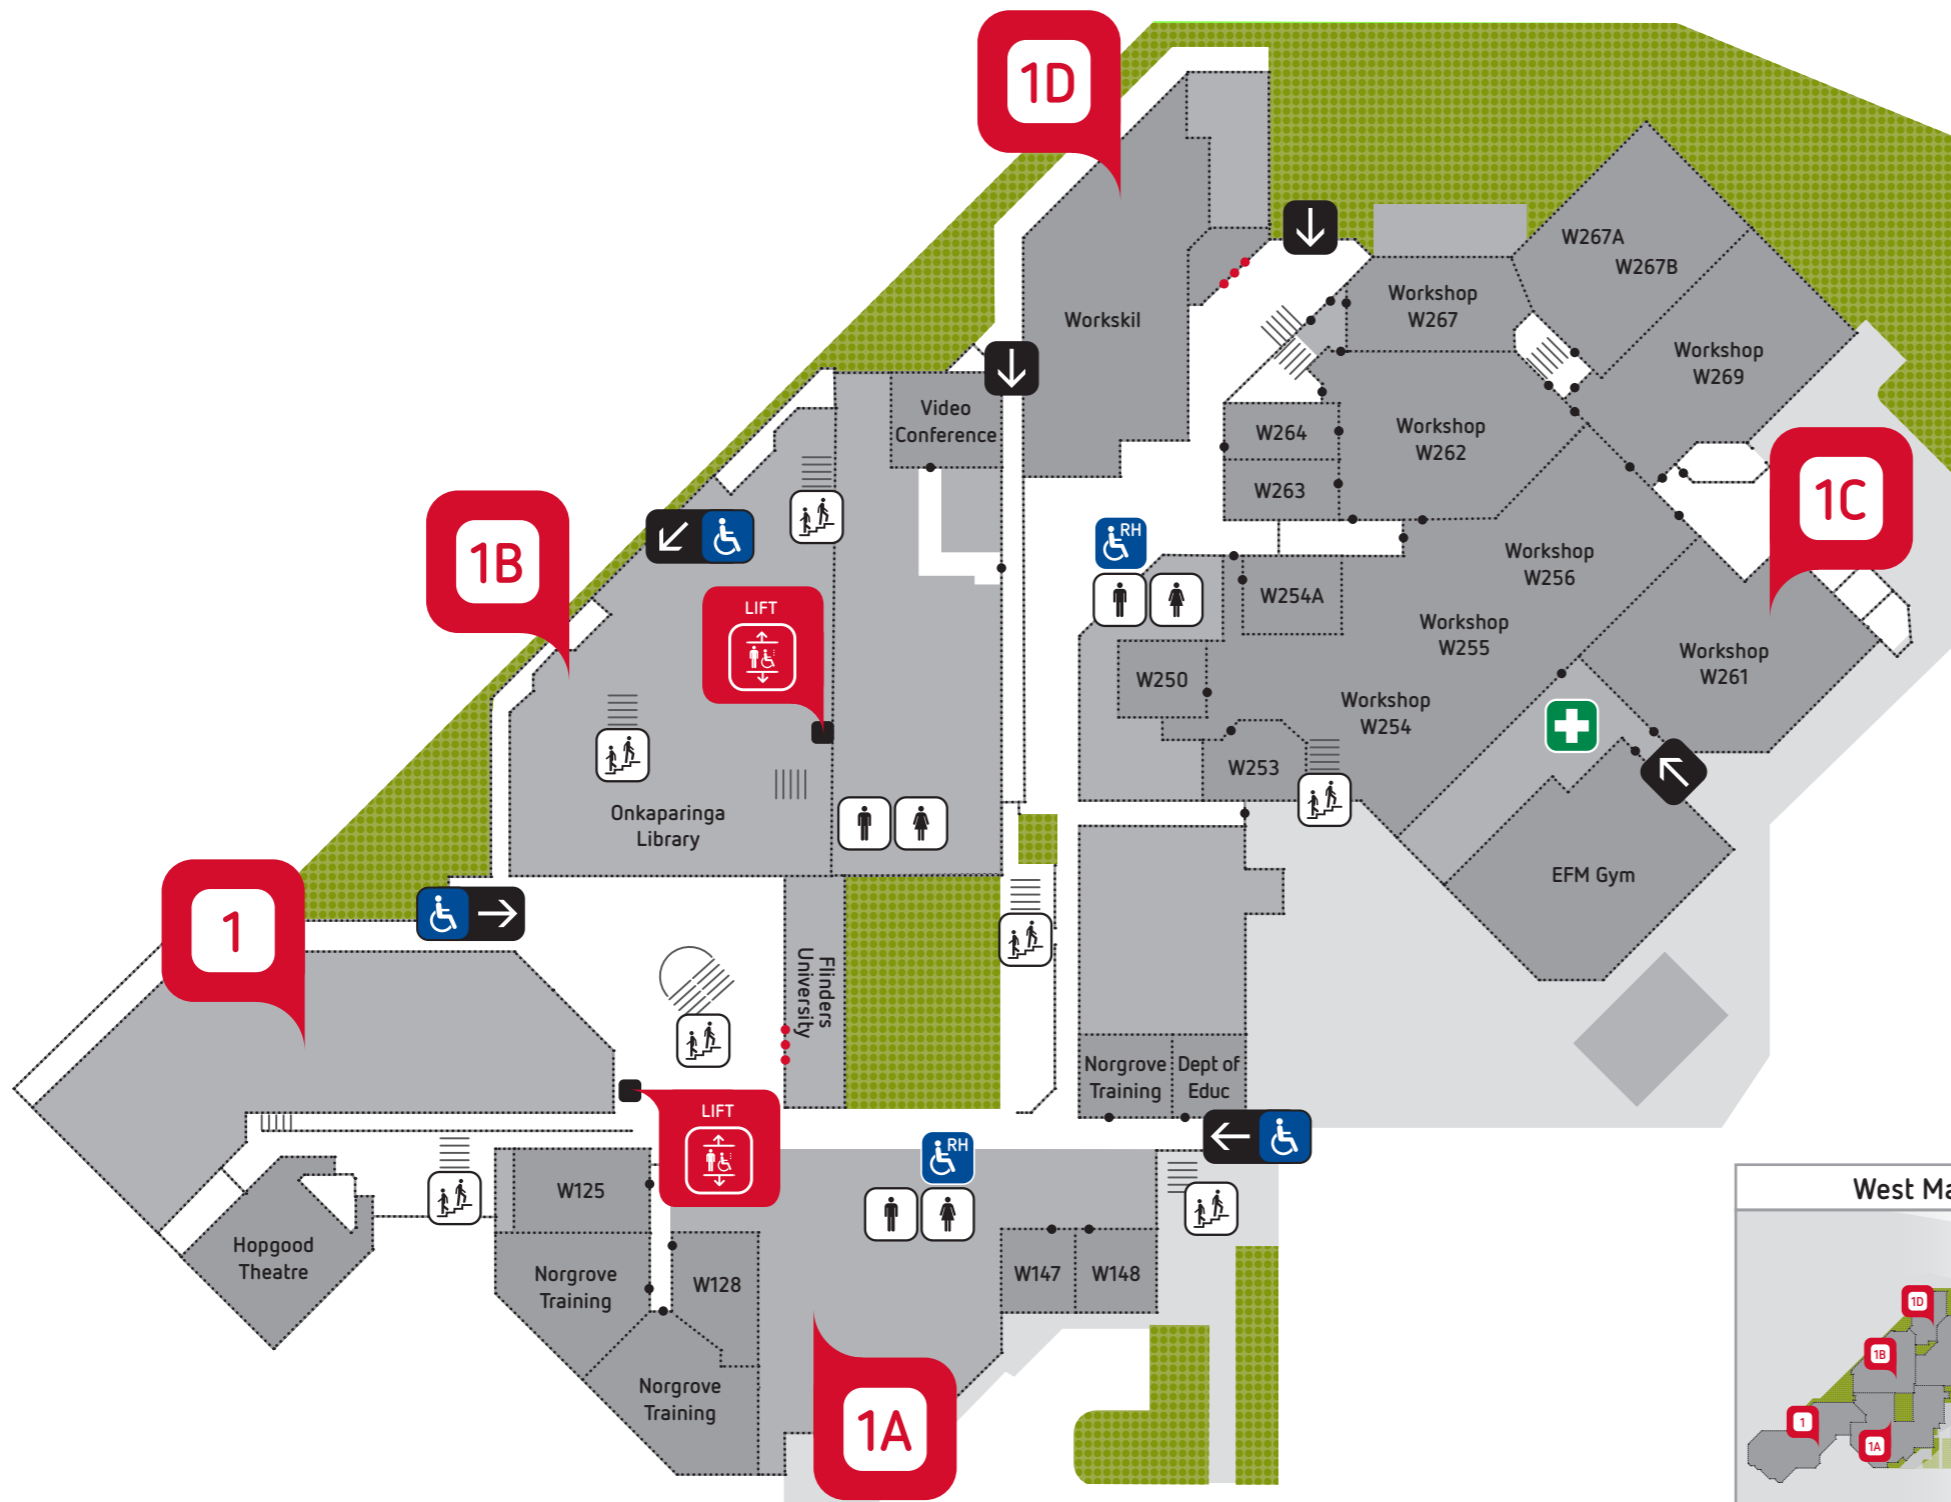 1D
W267A
W267B
Workshop
W267
Workskil
Workshop
W269
Video
Conference
W264
Workshop
W262
W263
1C
1B
RH
Workshop
W256
W254A
LIFT
Workshop
W255
W250
Workshop
W261
Workshop
W254
W253
Onkaparinga
Library
EFM Gym
1
Flinders
University
Norgrove
Training
Dept of
Educ
LIFT
RH
W125
West Ma
Hopgood
Theatre
Norgrove
Training
W128
W147
W148
1D
1B
Norgrove
Training
1A
1
1A